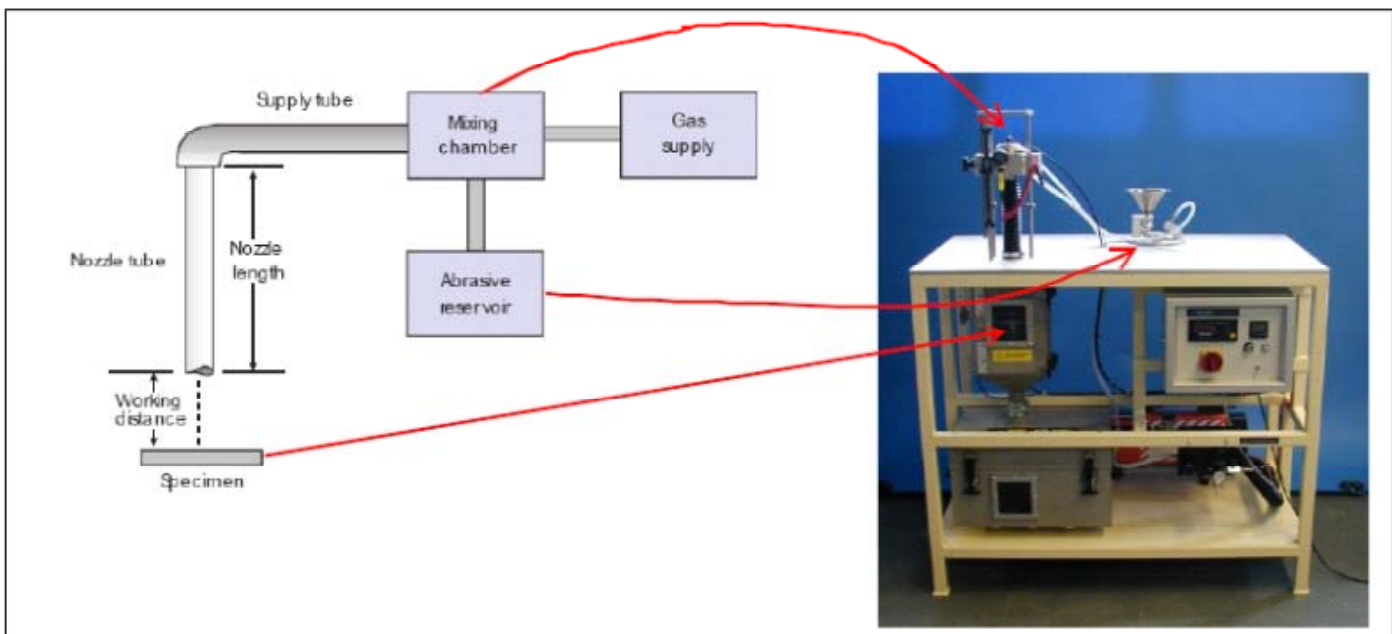 Supply tube
Mixing
chamber
Gas
supply
Nozzle tube
Nozzle
length
Abrasive
reservoir
Working
distance
Specimen